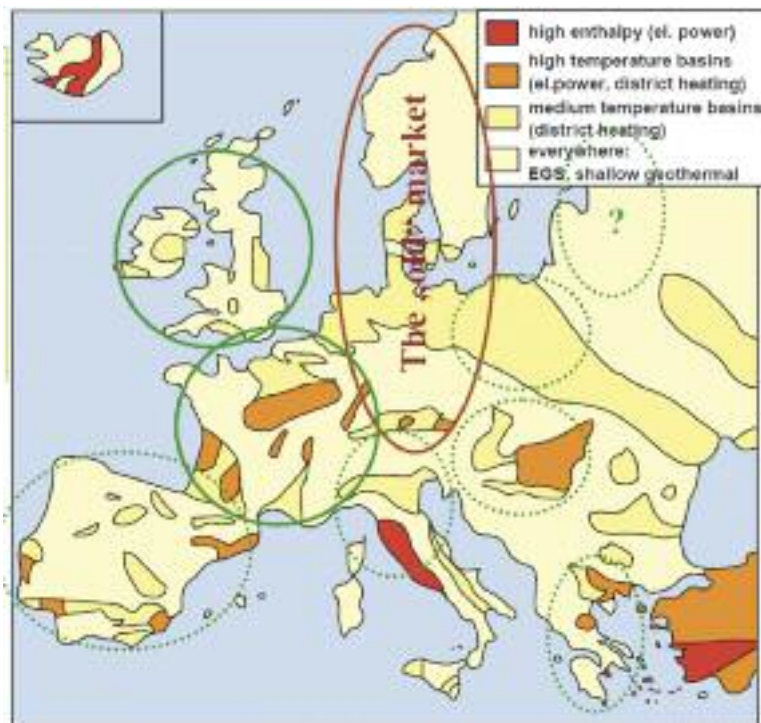 high enthalpy (el. power)
high temperature basins
(el.power, district heating)
medium temperature basins
(district heating)
everywhere:
EGS, shallow geothermal
The "old" market
?